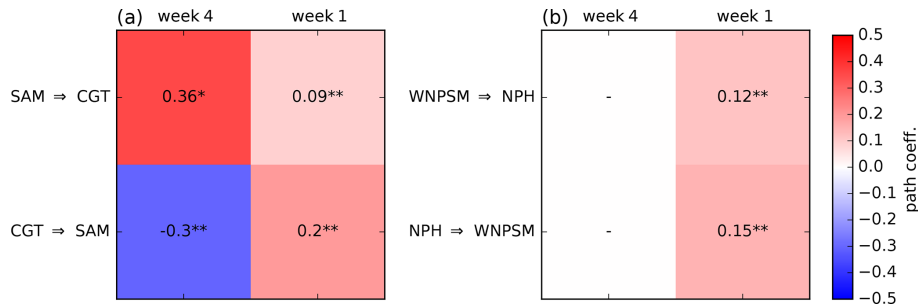 (a) week 4 week 1
SAM ⇒ CGT 0.36* 0.09**
CGT ⇒ SAM -0.3** 0.2**
(b) week 4 week 1
WNPSM ⇒ NPH - 0.12**
NPH ⇒ WNPSM - 0.15**
0.5
0.4
0.3
0.2
0.1
0.0
−0.1
−0.2
−0.3
−0.4
−0.5
path coeff.